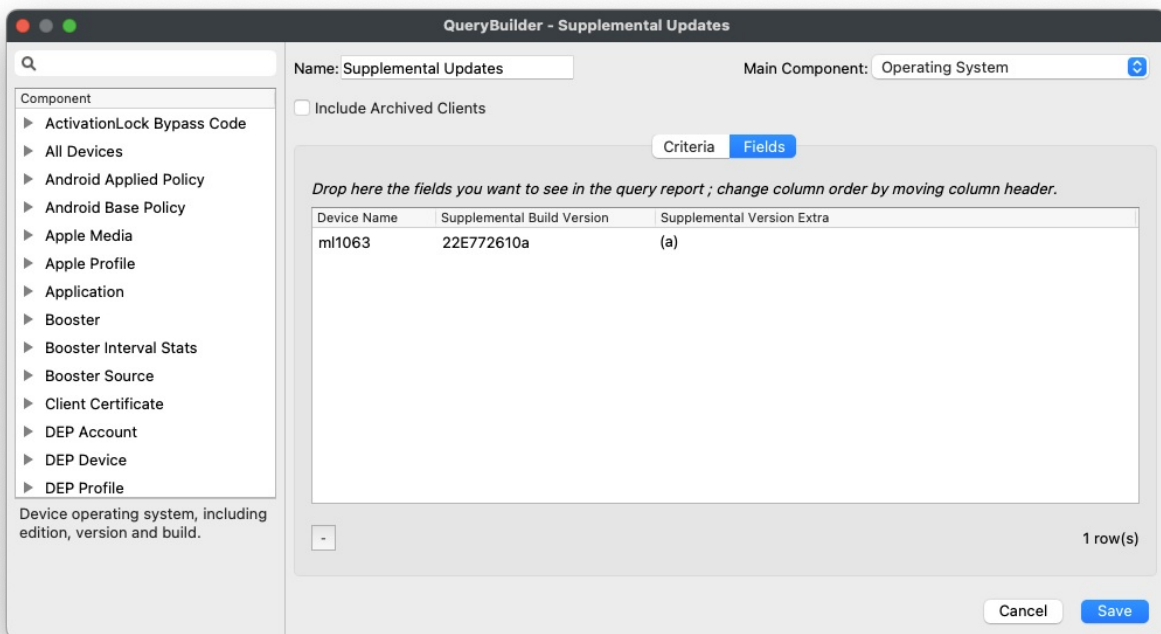 QueryBuilder - Supplemental Updates
Name: Supplemental Updates
Main Component: Operating System
Include Archived Clients
Component
ActivationLock Bypass Code
All Devices
Android Applied Policy
Android Base Policy
Apple Media
Apple Profile
Application
Booster
Booster Interval Stats
Booster Source
Client Certificate
DEP Account
DEP Device
DEP Profile
Device operating system, including
edition, version and build.
Criteria Fields
Drop here the fields you want to see in the query report ; change column order by moving column header.
Device Name Supplemental Build Version Supplemental Version Extra
ml1063 22E772610a (a)
-
1 row(s)
Cancel Save